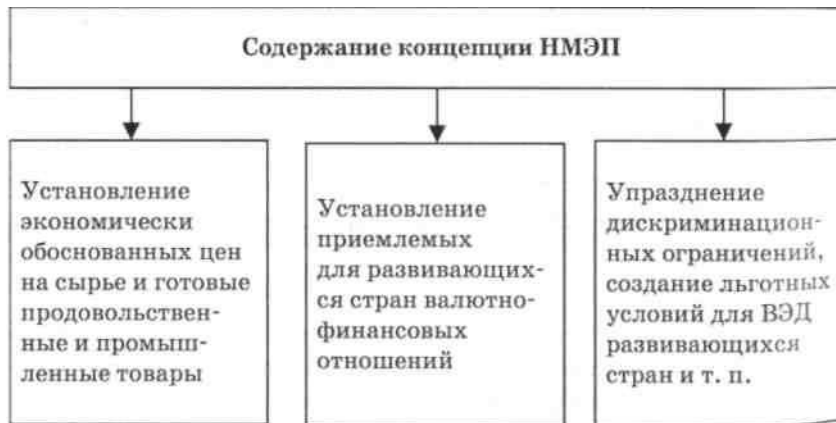 Содержание концепции НМЭП
Установление
экономически
обоснованных цен
на сырье и готовые
продовольствен-
ные и промыш-
ленные товары
Установление
приемлемых
для развивающих-
ся стран валютно-
финансовых
отношений
Упразднение
дискриминацион-
ных ограничений,
создание льготных
условий для ВЭД
развивающихся
стран и т. п.